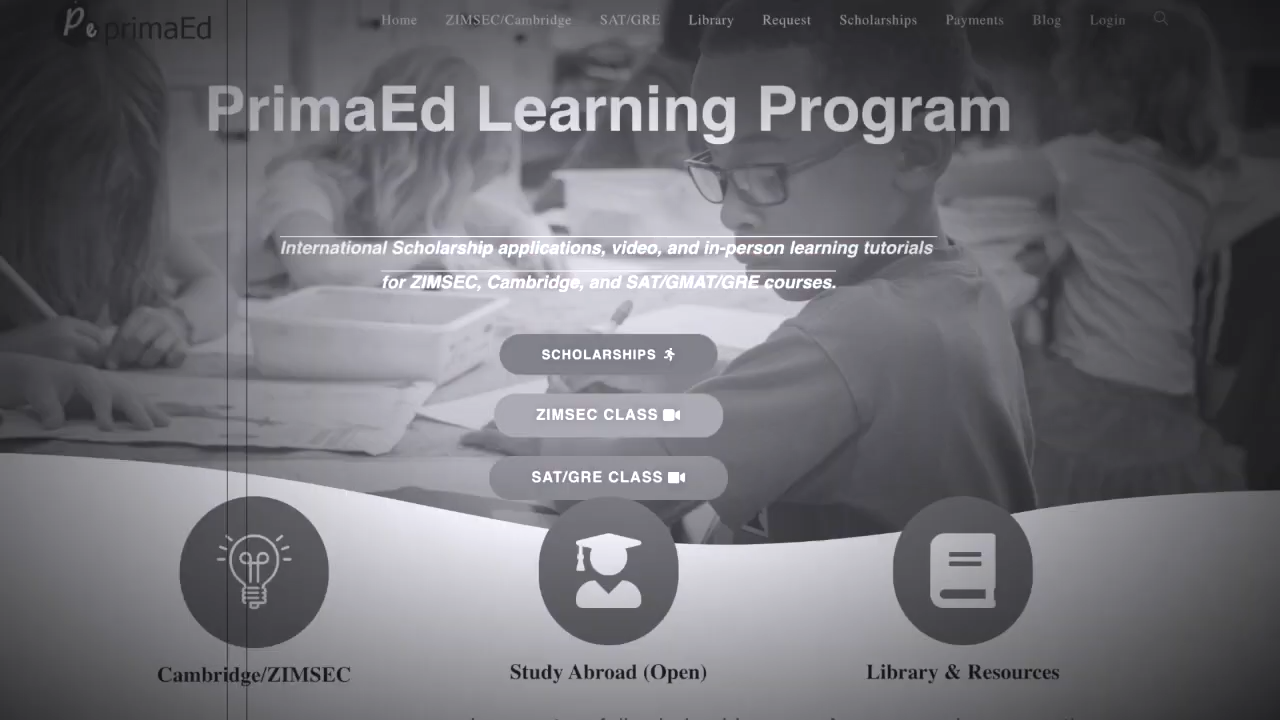 Pe primaEd
Home ZIMSEC/Cambridge SAT/GRE Library Request Scholarships Payments Blog Login
PrimaEd Learning Program
International Scholarship applications, video, and in-person learning tutorials
for ZIMSEC, Cambridge, and SAT/GMAT/GRE courses.
SCHOLARSHIPS
ZIMSEC CLASS
SAT/GRE CLASS
Cambridge/ZIMSEC
Study Abroad (Open)
Library & Resources